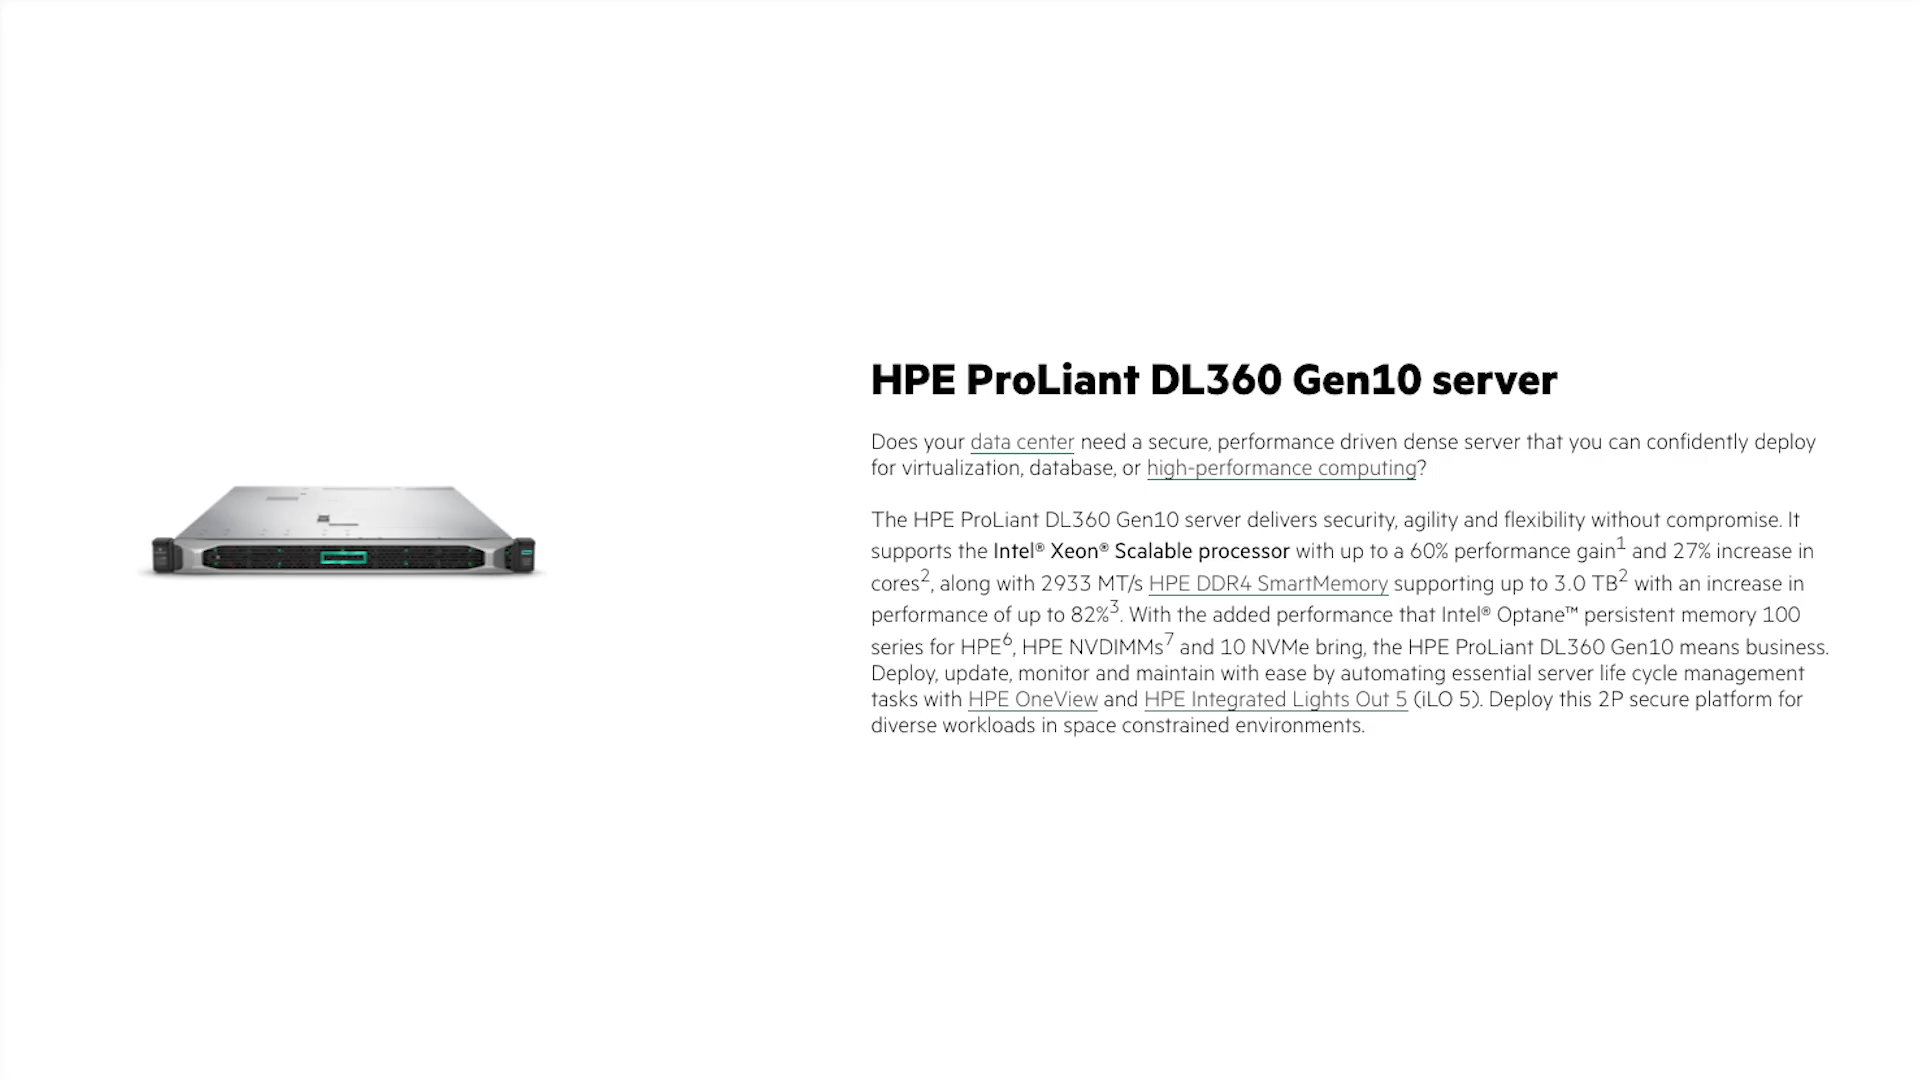 HPE ProLiant DL360 Gen10 server
Does your data center need a secure, performance driven dense server that you can confidently deploy
for virtualization, database, or high-performance computing?
The HPE ProLiant DL360 Gen10 server delivers security, agility and flexibility without compromise. It
supports the Intel® Xeon® Scalable processor with up to a 60% performance gain¹ and 27% increase in
cores², along with 2933 MT/s HPE DDR4 SmartMemory supporting up to 3.0 TB² with an increase in
performance of up to 82%³. With the added performance that Intel® Optane™ persistent memory 100
series for HPE⁶, HPE NVDIMMs⁷ and 10 NVMe bring, the HPE ProLiant DL360 Gen10 means business.
Deploy, update, monitor and maintain with ease by automating essential server life cycle management
tasks with HPE OneView and HPE Integrated Lights Out 5 (iLO 5). Deploy this 2P secure platform for
diverse workloads in space constrained environments.